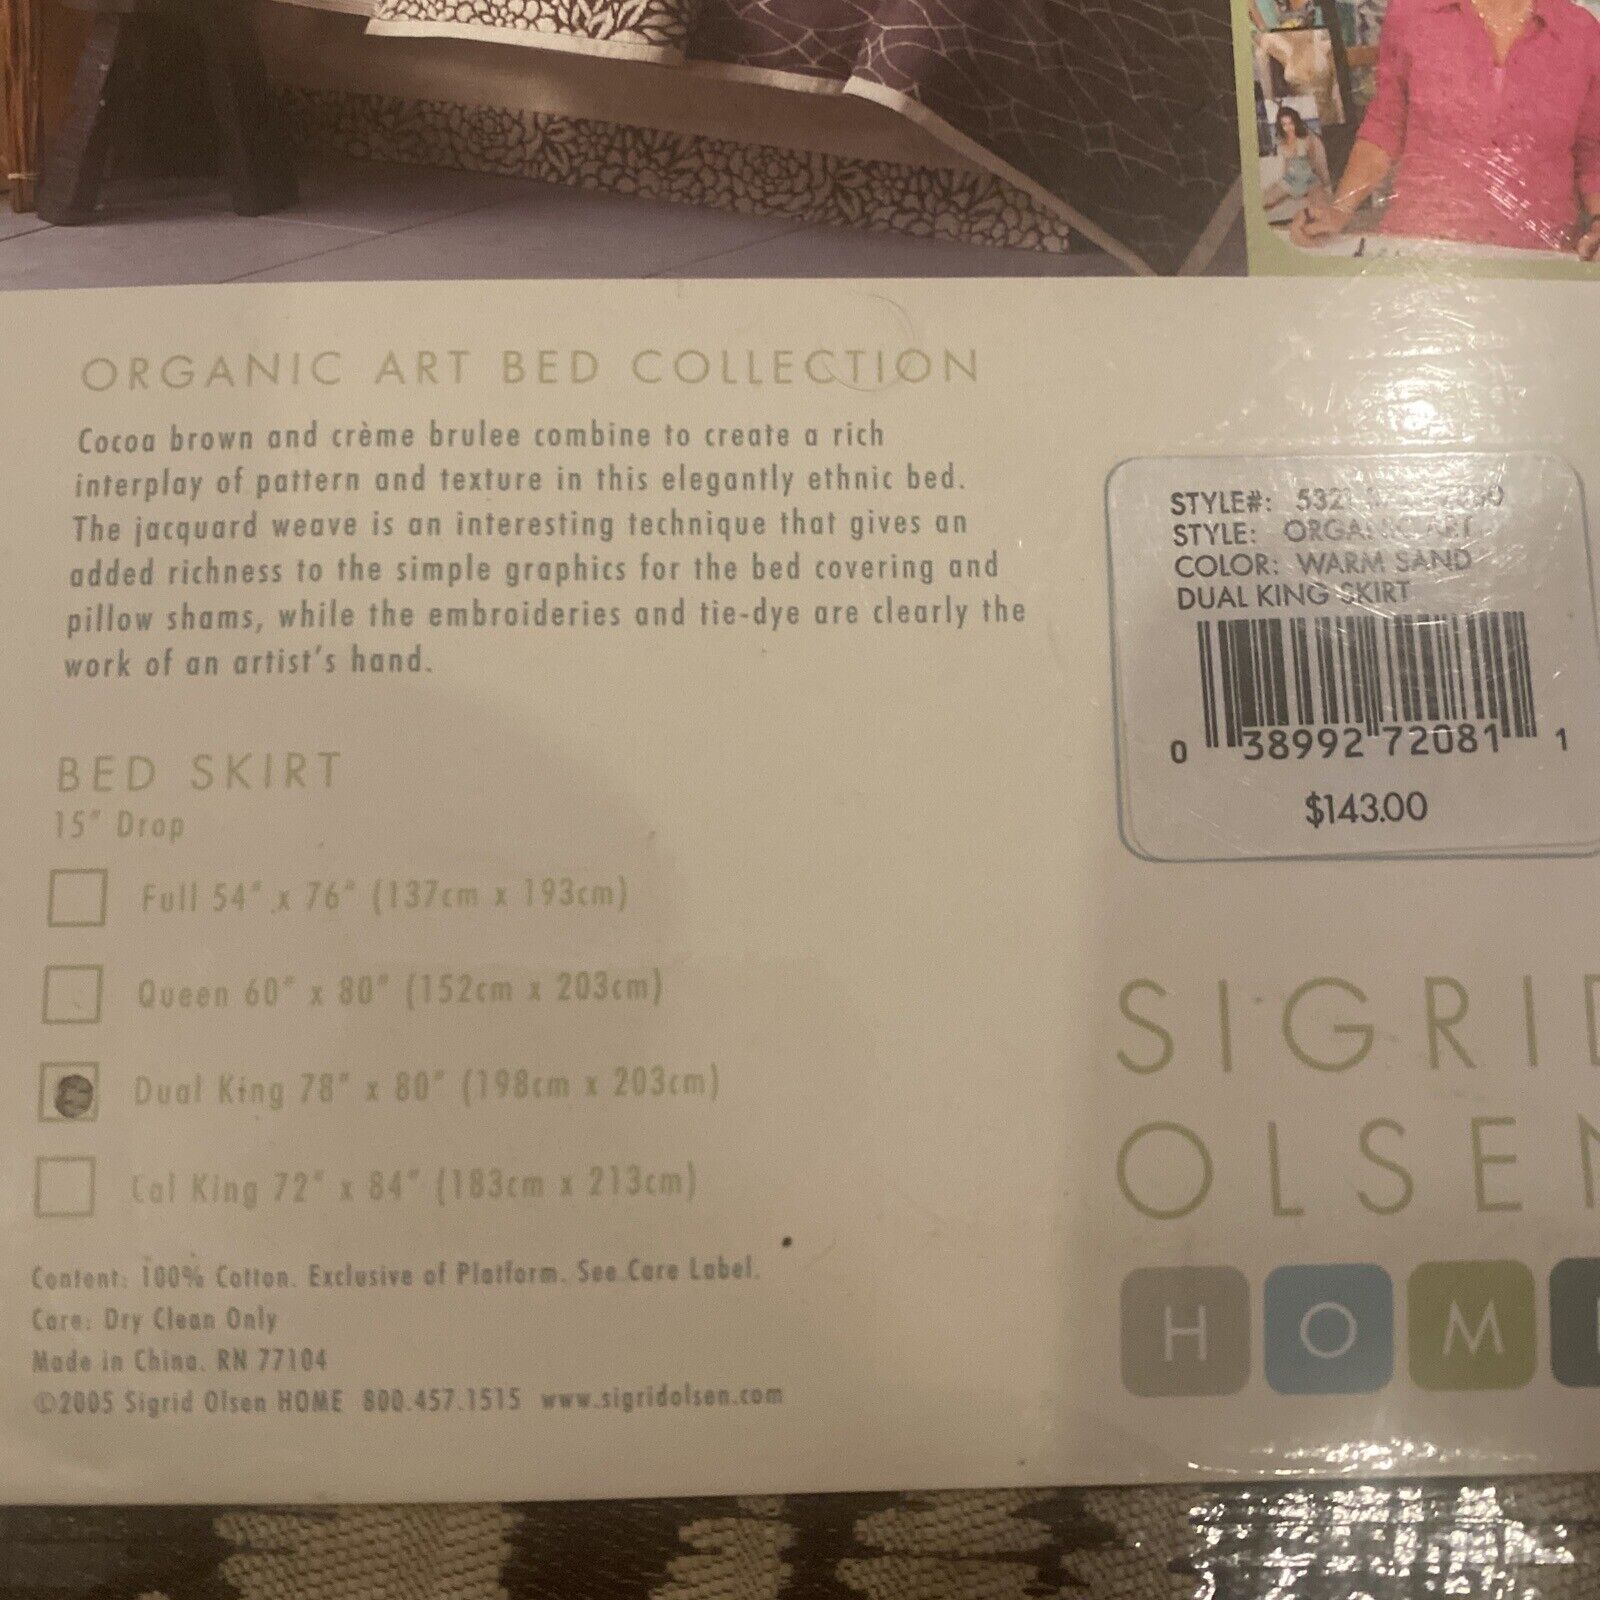 ORGANIC ART BED COLLECTION
Cocoa brown and crème brulee combine to create a rich
interplay of pattern and texture in this elegantly ethnic bed.
The jacquard weave is an interesting technique that gives an
added richness to the simple graphics for the bed covering and
pillow shams, while the embroideries and tie-dye are clearly the
work of an artist's hand.
BED SKIRT
15" Drop
Full 54" x 76" (137cm x 193cm)
Queen 60" x 80" (152cm x 203cm)
Dual King 78" x 80" (198cm x 203cm)
Cal King 72" x 84" (183cm x 213cm)
Content: 100% Cotton. Exclusive of Platform. See Care Label.
Care: Dry Clean Only
Made in China. RN 77104
©2005 Sigrid Olsen HOME 800.457.1515 www.sigridolsen.com
STYLE#:
STYLE: ORGANIC ART
COLOR: WARM SAND
DUAL KING SKIRT
0 38992 72081 1
$143.00
SIGRID
OLSEN
HOM